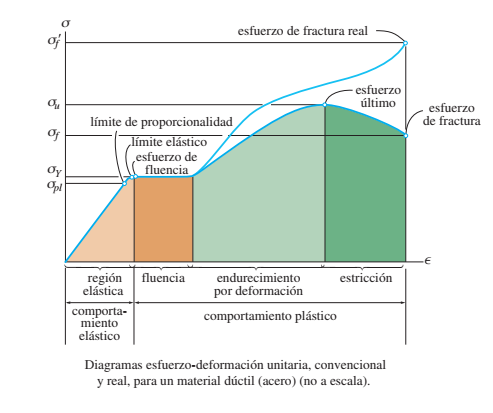 σ
esfuerzo de fractura real
σ′f
σu
esfuerzo
último
esfuerzo
de fractura
límite de proporcionalidad
σf
límite elástico
esfuerzo de
fluencia
σY
σpl
ϵ
región
elástica
fluencia
endurecimiento
por deformación
estricción
comporta-
miento
elástico
comportamiento plástico
Diagramas esfuerzo-deformación unitaria, convencional
y real, para un material dúctil (acero) (no a escala).